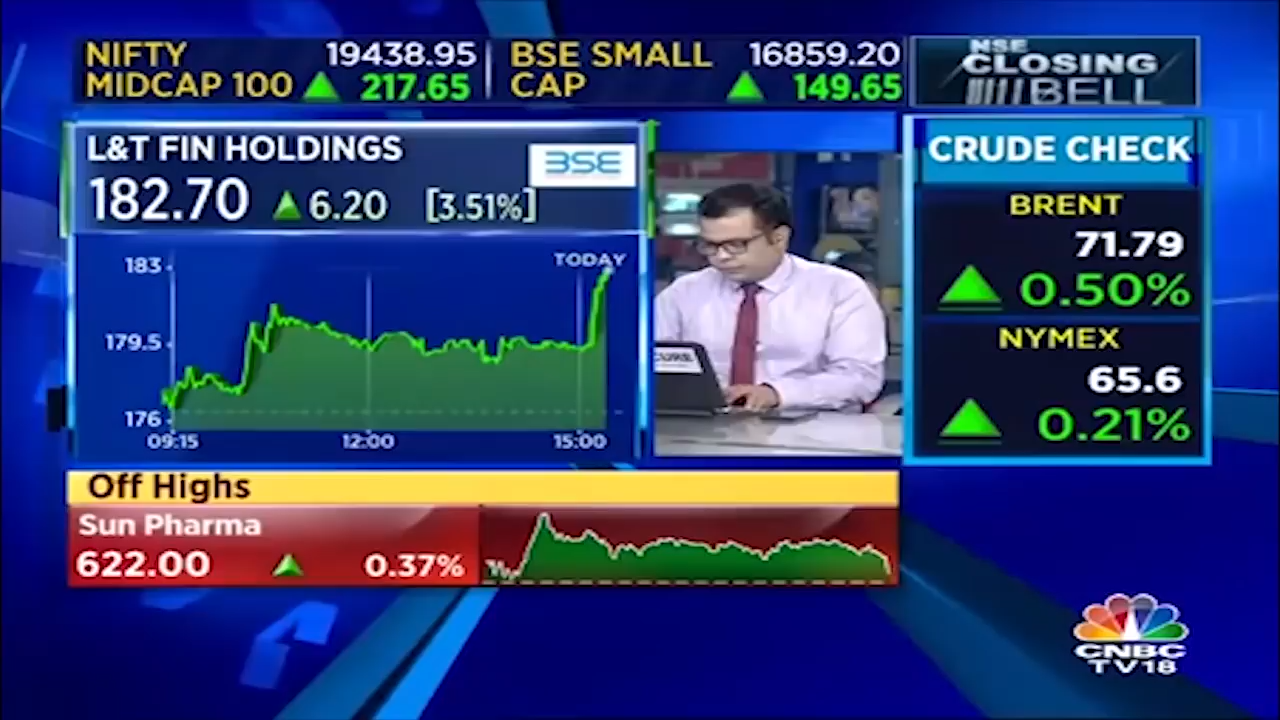 NIFTY 19438.95
MIDCAP 100 217.65
BSE SMALL 16859.20
CAP 149.65
NSE
CLOSING
BELL
L&T FIN HOLDINGS
BSE
182.70 6.20 [3.51%]
TODAY
183
179.5
176
09:15 12:00 15:00
CURE
CRUDE CHECK
BRENT
71.79
0.50%
NYMEX
65.6
0.21%
Off Highs
Sun Pharma
622.00 0.37%
CNBC
TV18